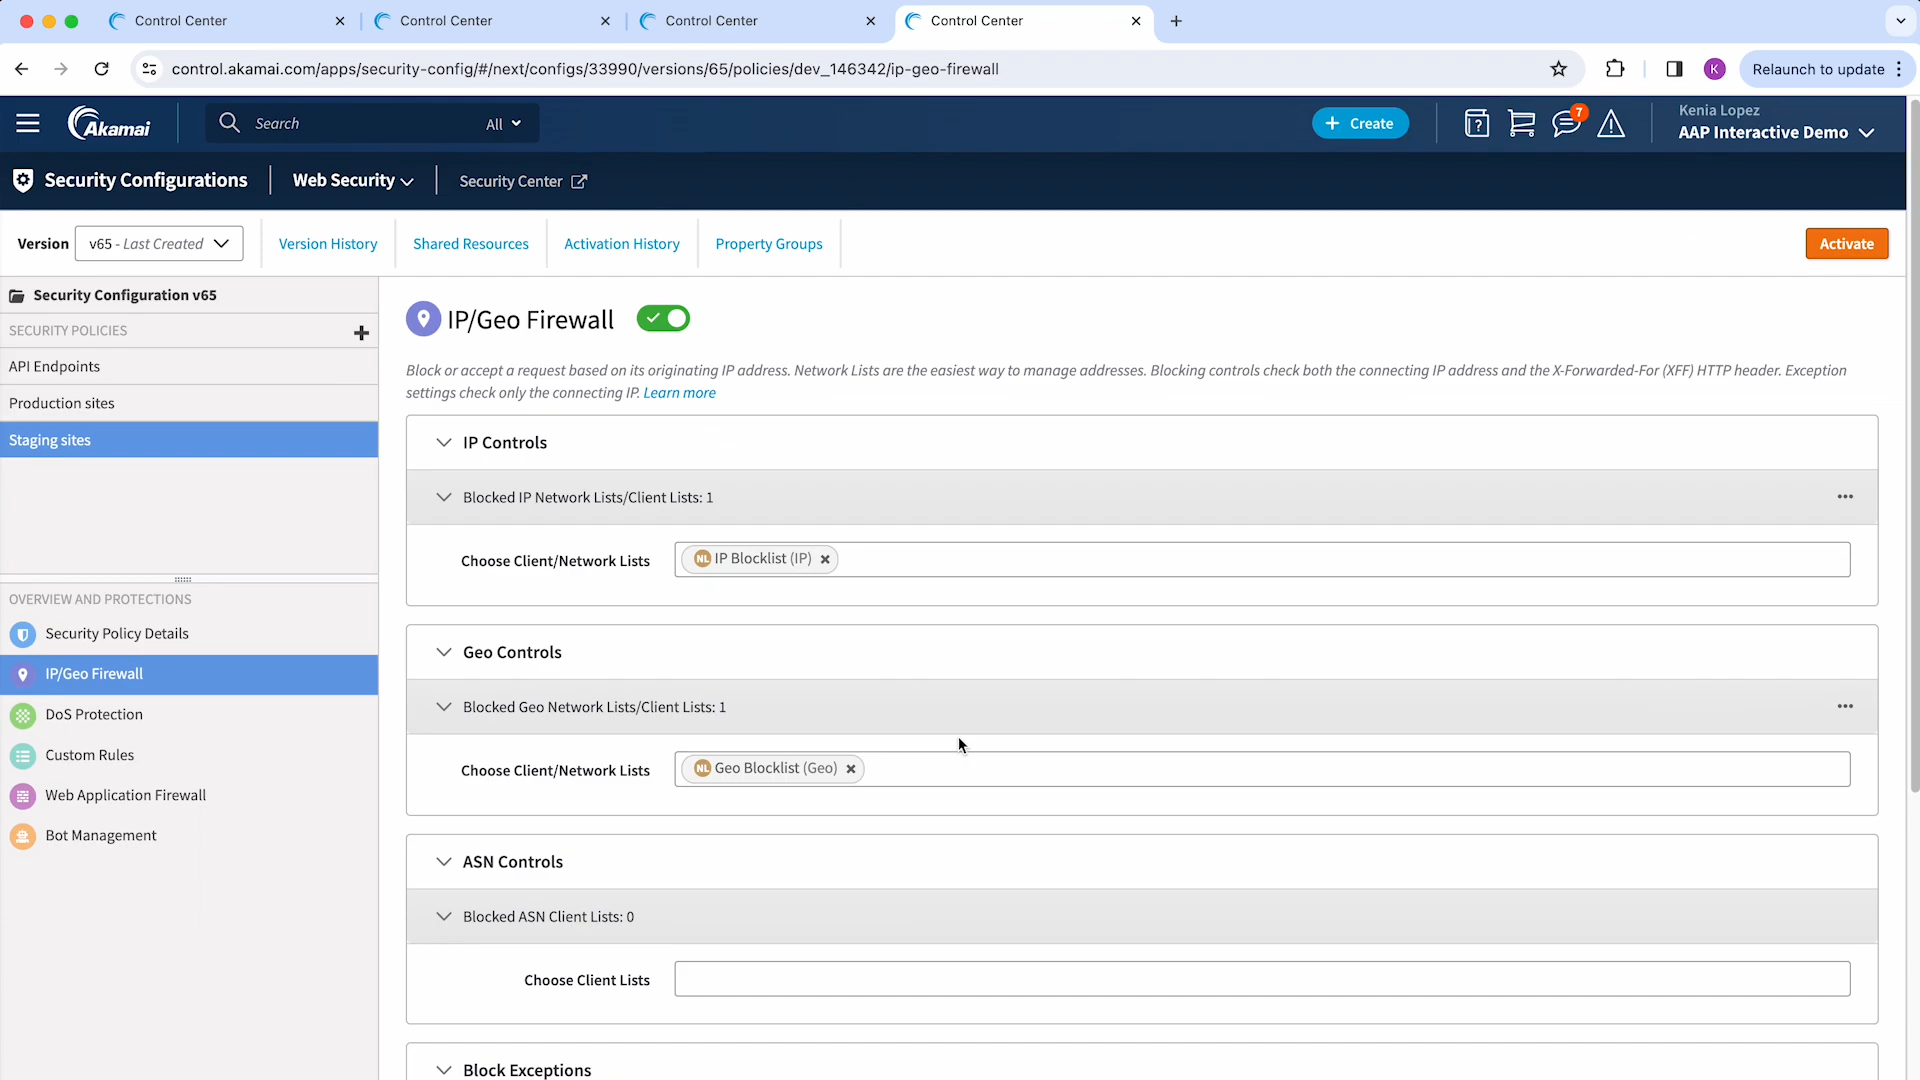 Control Center
Control Center
Control Center
Control Center
control.akamai.com/apps/security-config/#/next/configs/33990/versions/65/policies/dev_146342/ip-geo-firewall
K
Relaunch to update
Akamai
Search
All
+ Create
7
Kenia Lopez
AAP Interactive Demo
Security Configurations
Web Security
Security Center
Version
v65 - Last Created
Version History
Shared Resources
Activation History
Property Groups
Activate
Security Configuration v65
SECURITY POLICIES
API Endpoints
Production sites
Staging sites
OVERVIEW AND PROTECTIONS
Security Policy Details
IP/Geo Firewall
DoS Protection
Custom Rules
Web Application Firewall
Bot Management
IP/Geo Firewall
Block or accept a request based on its originating IP address. Network Lists are the easiest way to manage addresses. Blocking controls check both the connecting IP address and the X-Forwarded-For (XFF) HTTP header. Exception
settings check only the connecting IP. Learn more
IP Controls
Blocked IP Network Lists/Client Lists: 1
Choose Client/Network Lists
NL IP Blocklist (IP)
Geo Controls
Blocked Geo Network Lists/Client Lists: 1
Choose Client/Network Lists
NL Geo Blocklist (Geo)
ASN Controls
Blocked ASN Client Lists: 0
Choose Client Lists
Block Exceptions